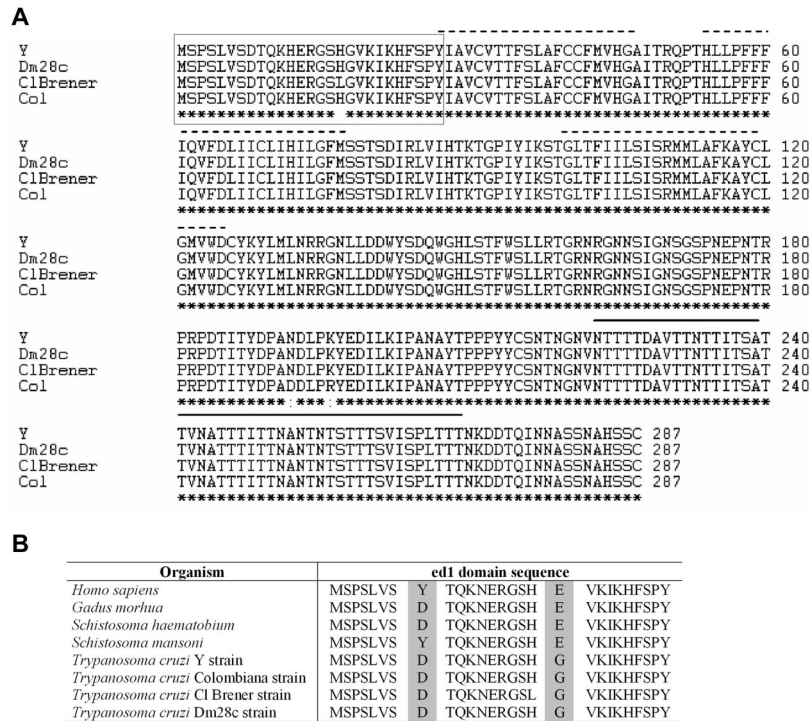 A
Y MSPSLVSDTQKHERGSHGVKIKHFSPYIAVCVTTFSLAFCCFMVHGAITRQPTHLLPFFF 60
Dm28c MSPSLVSDTQKHERGSHGVKIKHFSPYIAVCVTTFSLAFCCFMVHGAITRQPTHLLPFFF 60
ClBrener MSPSLVSDTQKHERGSLGVKIKHFSPYIAVCVTTFSLAFCCFMVHGAITRQPTHLLPFFF 60
Col MSPSLVSDTQKHERGSHGVKIKHFSPYIAVCVTTFSLAFCCFMVHGAITRQPTHLLPFFF 60
**************** *******************************************
Y IQVFDLIICLIHILGFMSSTSDIRLVIHTKTGPIYIKSTGLTFIILSISRMMLAFKAYCL 120
Dm28c IQVFDLIICLIHILGFMSSTSDIRLVIHTKTGPIYIKSTGLTFIILSISRMMLAFKAYCL 120
ClBrener IQVFDLIICLIHILGFMSSTSDIRLVIHTKTGPIYIKSTGLTFIILSISRMMLAFKAYCL 120
Col IQVFDLIICLIHILGFMSSTSDIRLVIHTKTGPIYIKSTGLTFIILSISRMMLAFKAYCL 120
************************************************************
Y GMVWDCYKYLMLNRRGNLLDDWYSDQWGHLSTFWSLLRTGRNRGNNSIGNSGSPNEPNTR 180
Dm28c GMVWDCYKYLMLNRRGNLLDDWYSDQWGHLSTFWSLLRTGRNRGNNSIGNSGSPNEPNTR 180
ClBrener GMVWDCYKYLMLNRRGNLLDDWYSDQWGHLSTFWSLLRTGRNRGNNSIGNSGSPNEPNTR 180
Col GMVWDCYKYLMLNRRGNLLDDWYSDQWGHLSTFWSLLRTGRNRGNNSIGNSGSPNEPNTR 180
************************************************************
Y PRPDTITYDPANDLPKYEDILKIPANAYTPPPYYCSNTNGNVNTTTTDAVTTNTTITSAT 240
Dm28c PRPDTITYDPADDLPRYEDILKIPANAYTPPPYYCSNTNGNVNTTTTDAVTTNTTITSAT 240
ClBrener PRPDTITYDPADDLPRYEDILKIPANAYTPPPYYCSNTNGNVNTTTTDAVTTNTTITSAT 240
Col PRPDTITYDPADDLPRYEDILKIPANAYTPPPYYCSNTNGNVNTTTTDAVTTNTTITSAT 240
***********:***:********************************************
Y TVNATTTITTNANTNTSTTTSVISPLTTTNKDDTQINNASSNAHSSC 287
Dm28c TVNATTTITTNANTNTSTTTSVISPLTTTNKDDTQINNASSNAHSSC 287
ClBrener TVNATTTITTNANTNTSTTTSVISPLTTTNKDDTQINNASSNAHSSC 287
Col TVNATTTITTNANTNTSTTTSVISPLTTTNKDDTQINNASSNAHSSC 287
***********************************************
B
Organism ed1 domain sequence
Homo sapiens MSPSLVS Y TQKNERGSH E VKIKHFSPY
Gadus morhua MSPSLVS D TQKNERGSH E VKIKHFSPY
Schistosoma haematobium MSPSLVS D TQKNERGSH E VKIKHFSPY
Schistosoma mansoni MSPSLVS Y TQKNERGSH E VKIKHFSPY
Trypanosoma cruzi Y strain MSPSLVS D TQKNERGSH G VKIKHFSPY
Trypanosoma cruzi Colombiana strain MSPSLVS D TQKNERGSH G VKIKHFSPY
Trypanosoma cruzi Cl Brener strain MSPSLVS D TQKNERGSL G VKIKHFSPY
Trypanosoma cruzi Dm28c strain MSPSLVS D TQKNERGSH G VKIKHFSPY